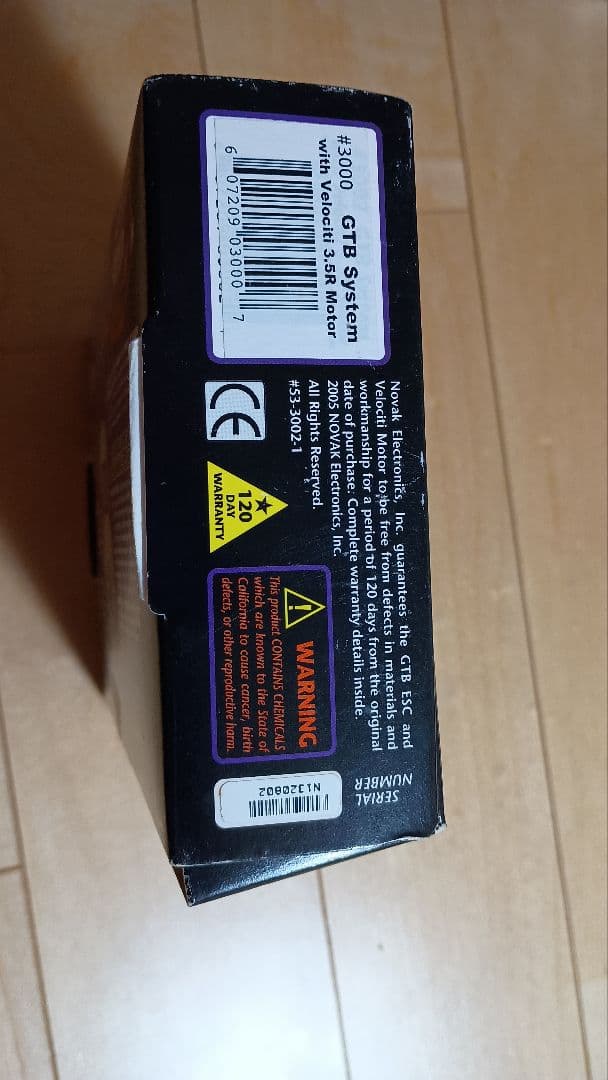 #3000 GTB System
with Velociti 3.5R Motor
6 07209 03000 7
Novak Electronics, Inc. guarantees the GTB ESC and
Velociti Motor to be free from defects in materials and
workmanship for a period of 120 days from the original
date of purchase. Complete warranty details inside.
2005 NOVAK Electronics, Inc.
All Rights Reserved.
#53-3002-1
CE
120
DAY
WARRANTY
WARNING
This product CONTAINS CHEMICALS
which are known to the State of
California to cause cancer, birth
defects, or other reproductive harm.
SERIAL
NUMBER
N1320802